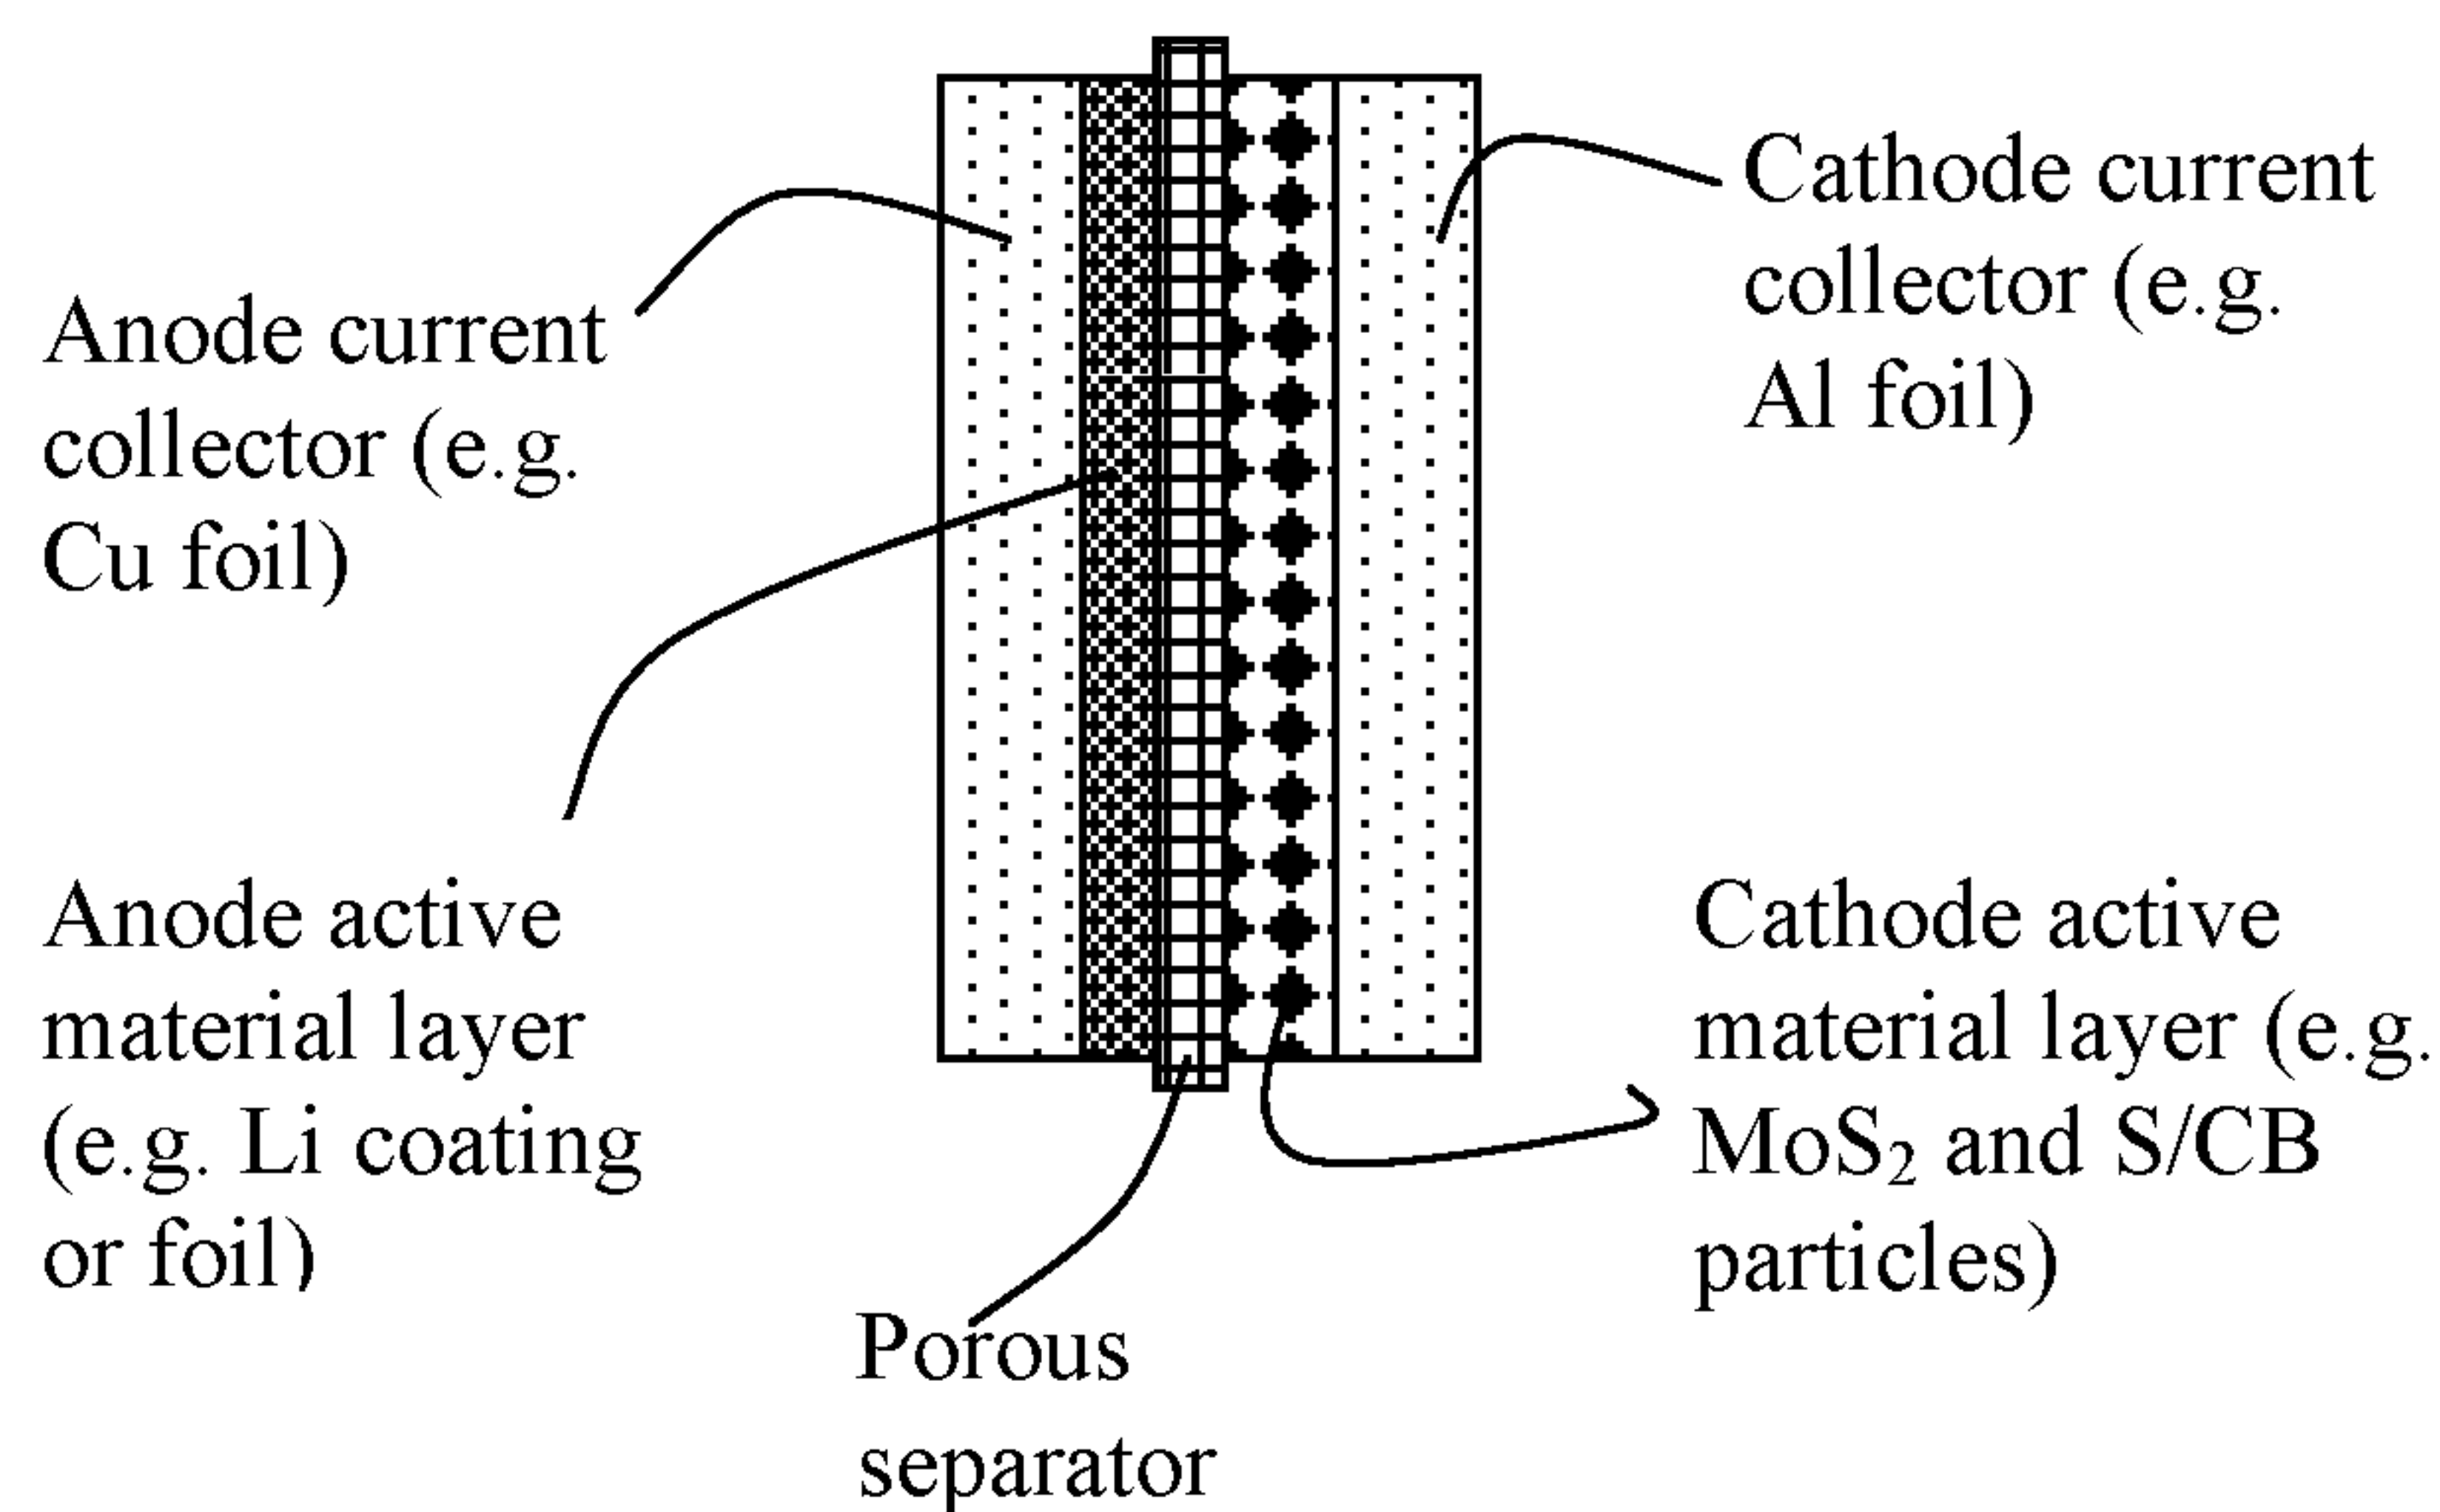 Anode current
collector (e.g.
Cu foil)
Cathode current
collector (e.g.
Al foil)
Anode active
material layer
(e.g. Li coating
or foil)
Cathode active
material layer (e.g.
MoS₂ and S/CB
particles)
Porous
separator